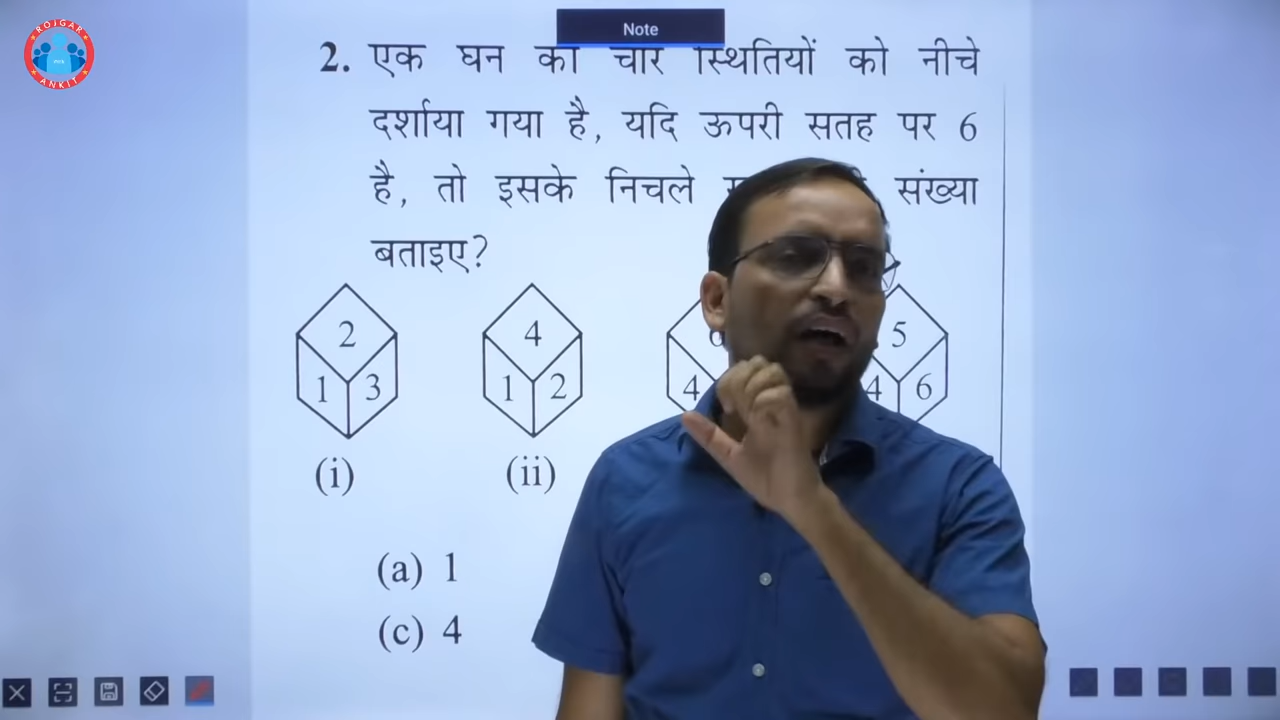 ROJGAR
ANKIT
Note
2. एक घन की चार स्थितियों को नीचे
दर्शाया गया है, यदि ऊपरी सतह पर 6
है, तो इसके निचले संख्या
बताइए?
2 4 5
1 3 1 2 4 4 6
(i) (ii)
(a) 1
(c) 4